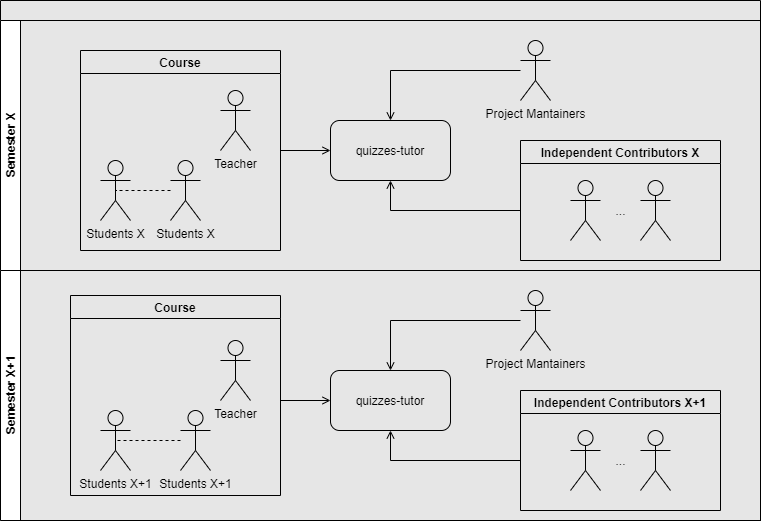 Semester X
Course
Teacher
Students X
Students X
quizzes-tutor
Project Mantainers
Independent Contributors X
...
Semester X+1
Course
Teacher
Students X+1
Students X+1
quizzes-tutor
Project Mantainers
Independent Contributors X+1
...